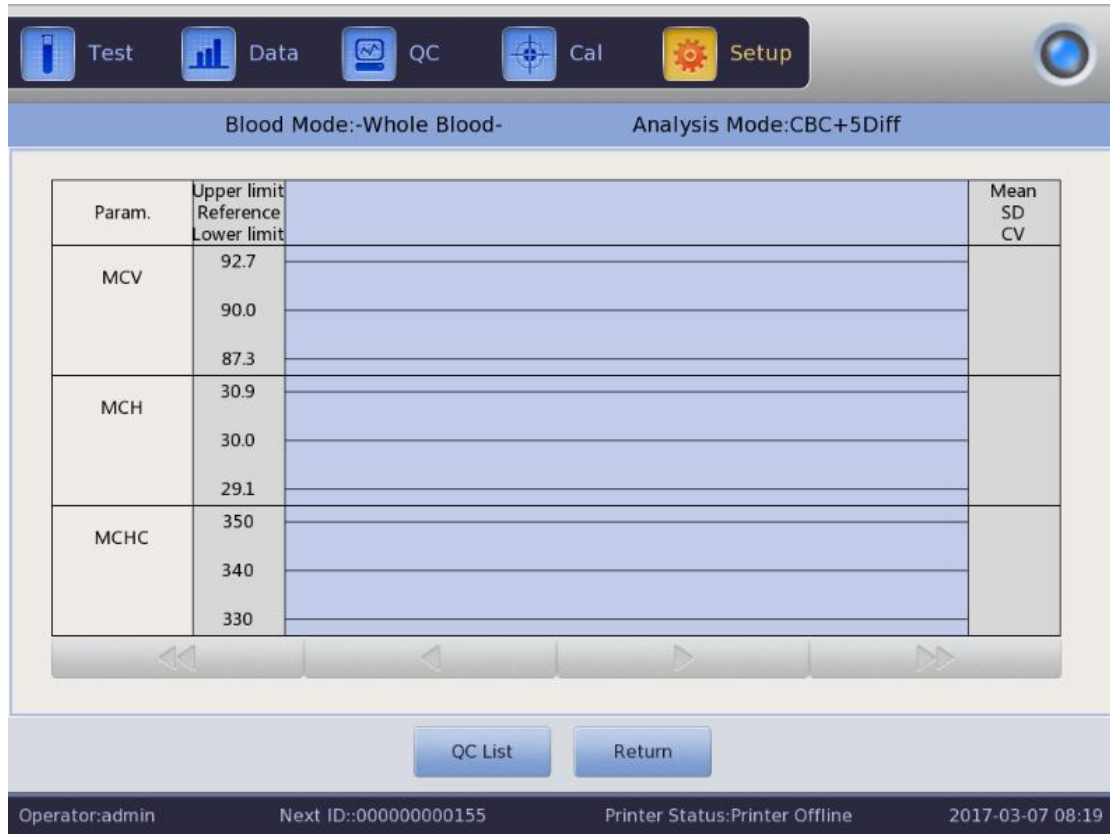 Test Data QC Cal Setup
Blood Mode:-Whole Blood- Analysis Mode:CBC+5Diff
Param.
Upper limit
Reference
Lower limit
Mean
SD
CV
MCV
92.7
90.0
87.3
MCH
30.9
30.0
29.1
MCHC
350
340
330
QC List Return
Operator:admin Next ID::000000000155 Printer Status:Printer Offline 2017-03-07 08:19